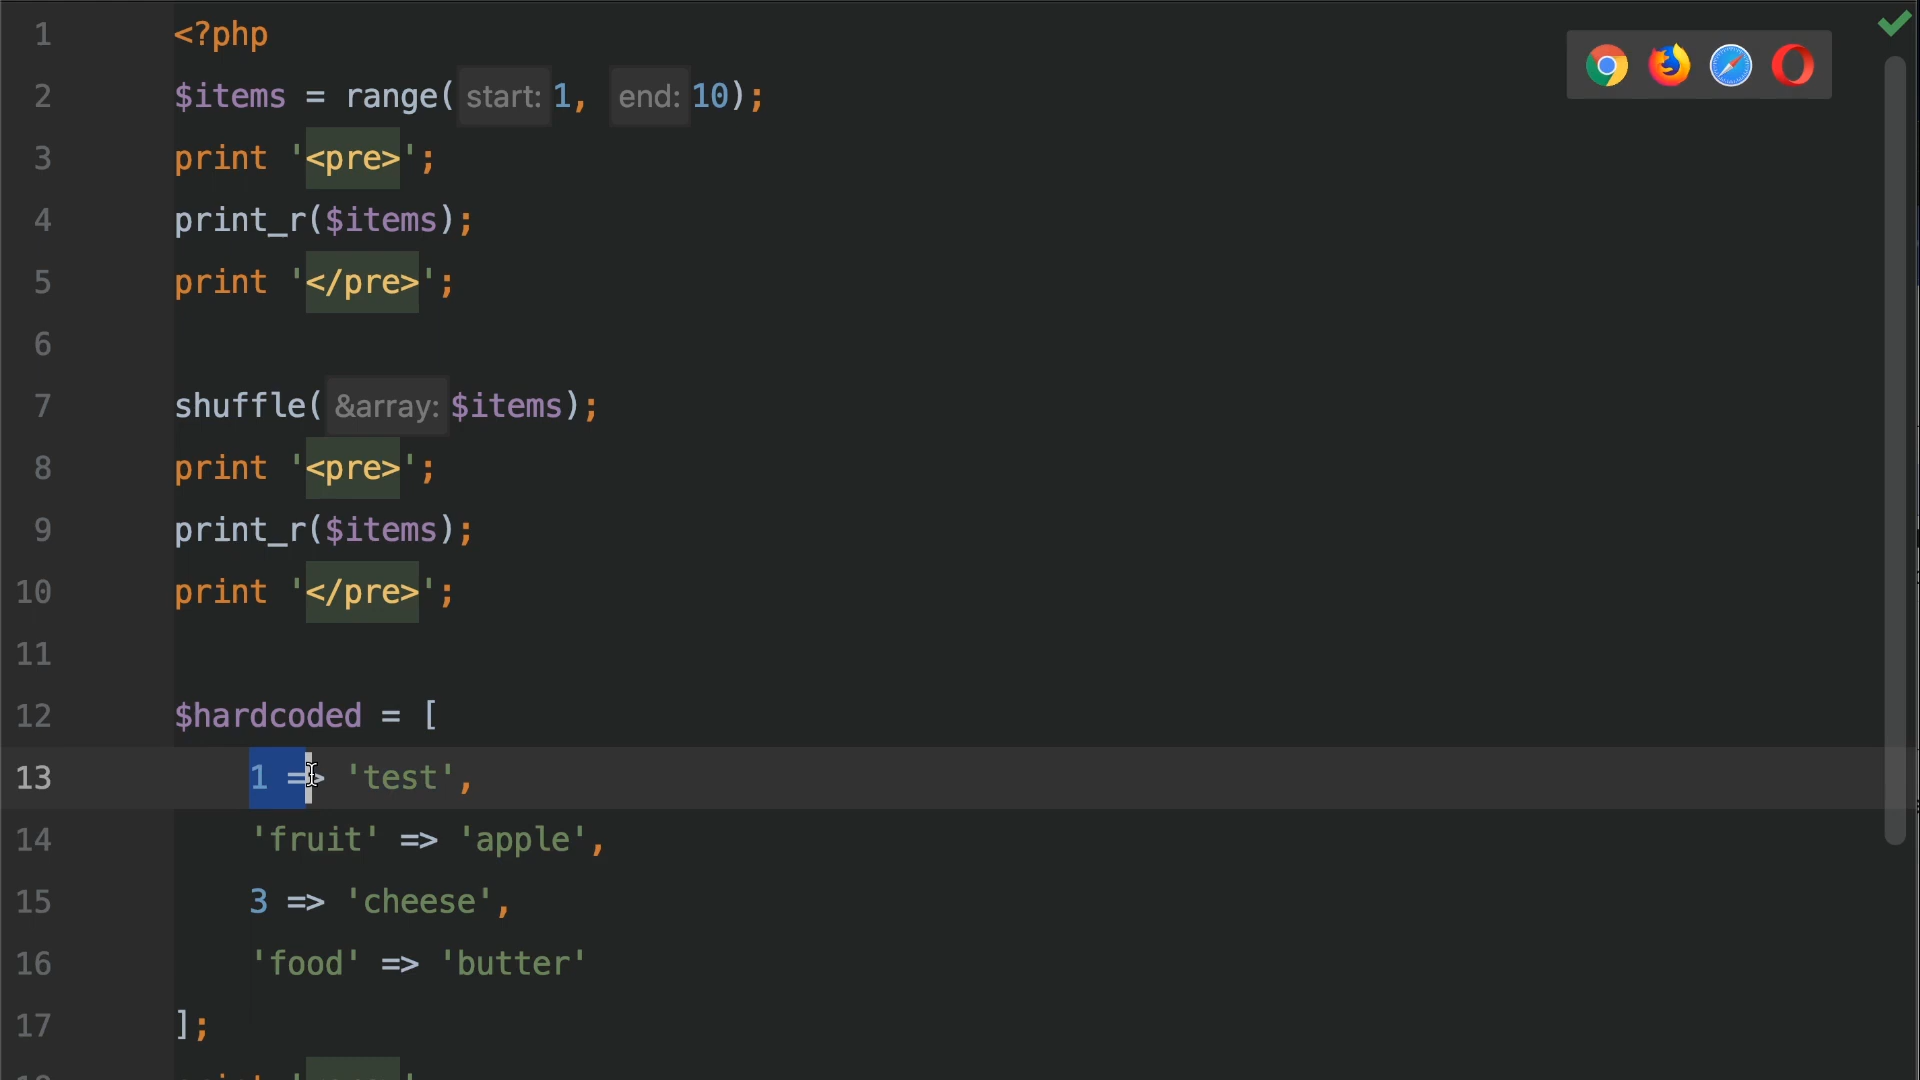 1 <?php
2 $items = range( start: 1, end: 10);
3 print '<pre>';
4 print_r($items);
5 print '</pre>';
6
7 shuffle( &array: $items);
8 print '<pre>';
9 print_r($items);
10 print '</pre>';
11
12 $hardcoded = [
13 1 => 'test',
14 'fruit' => 'apple',
15 3 => 'cheese',
16 'food' => 'butter'
17 ];